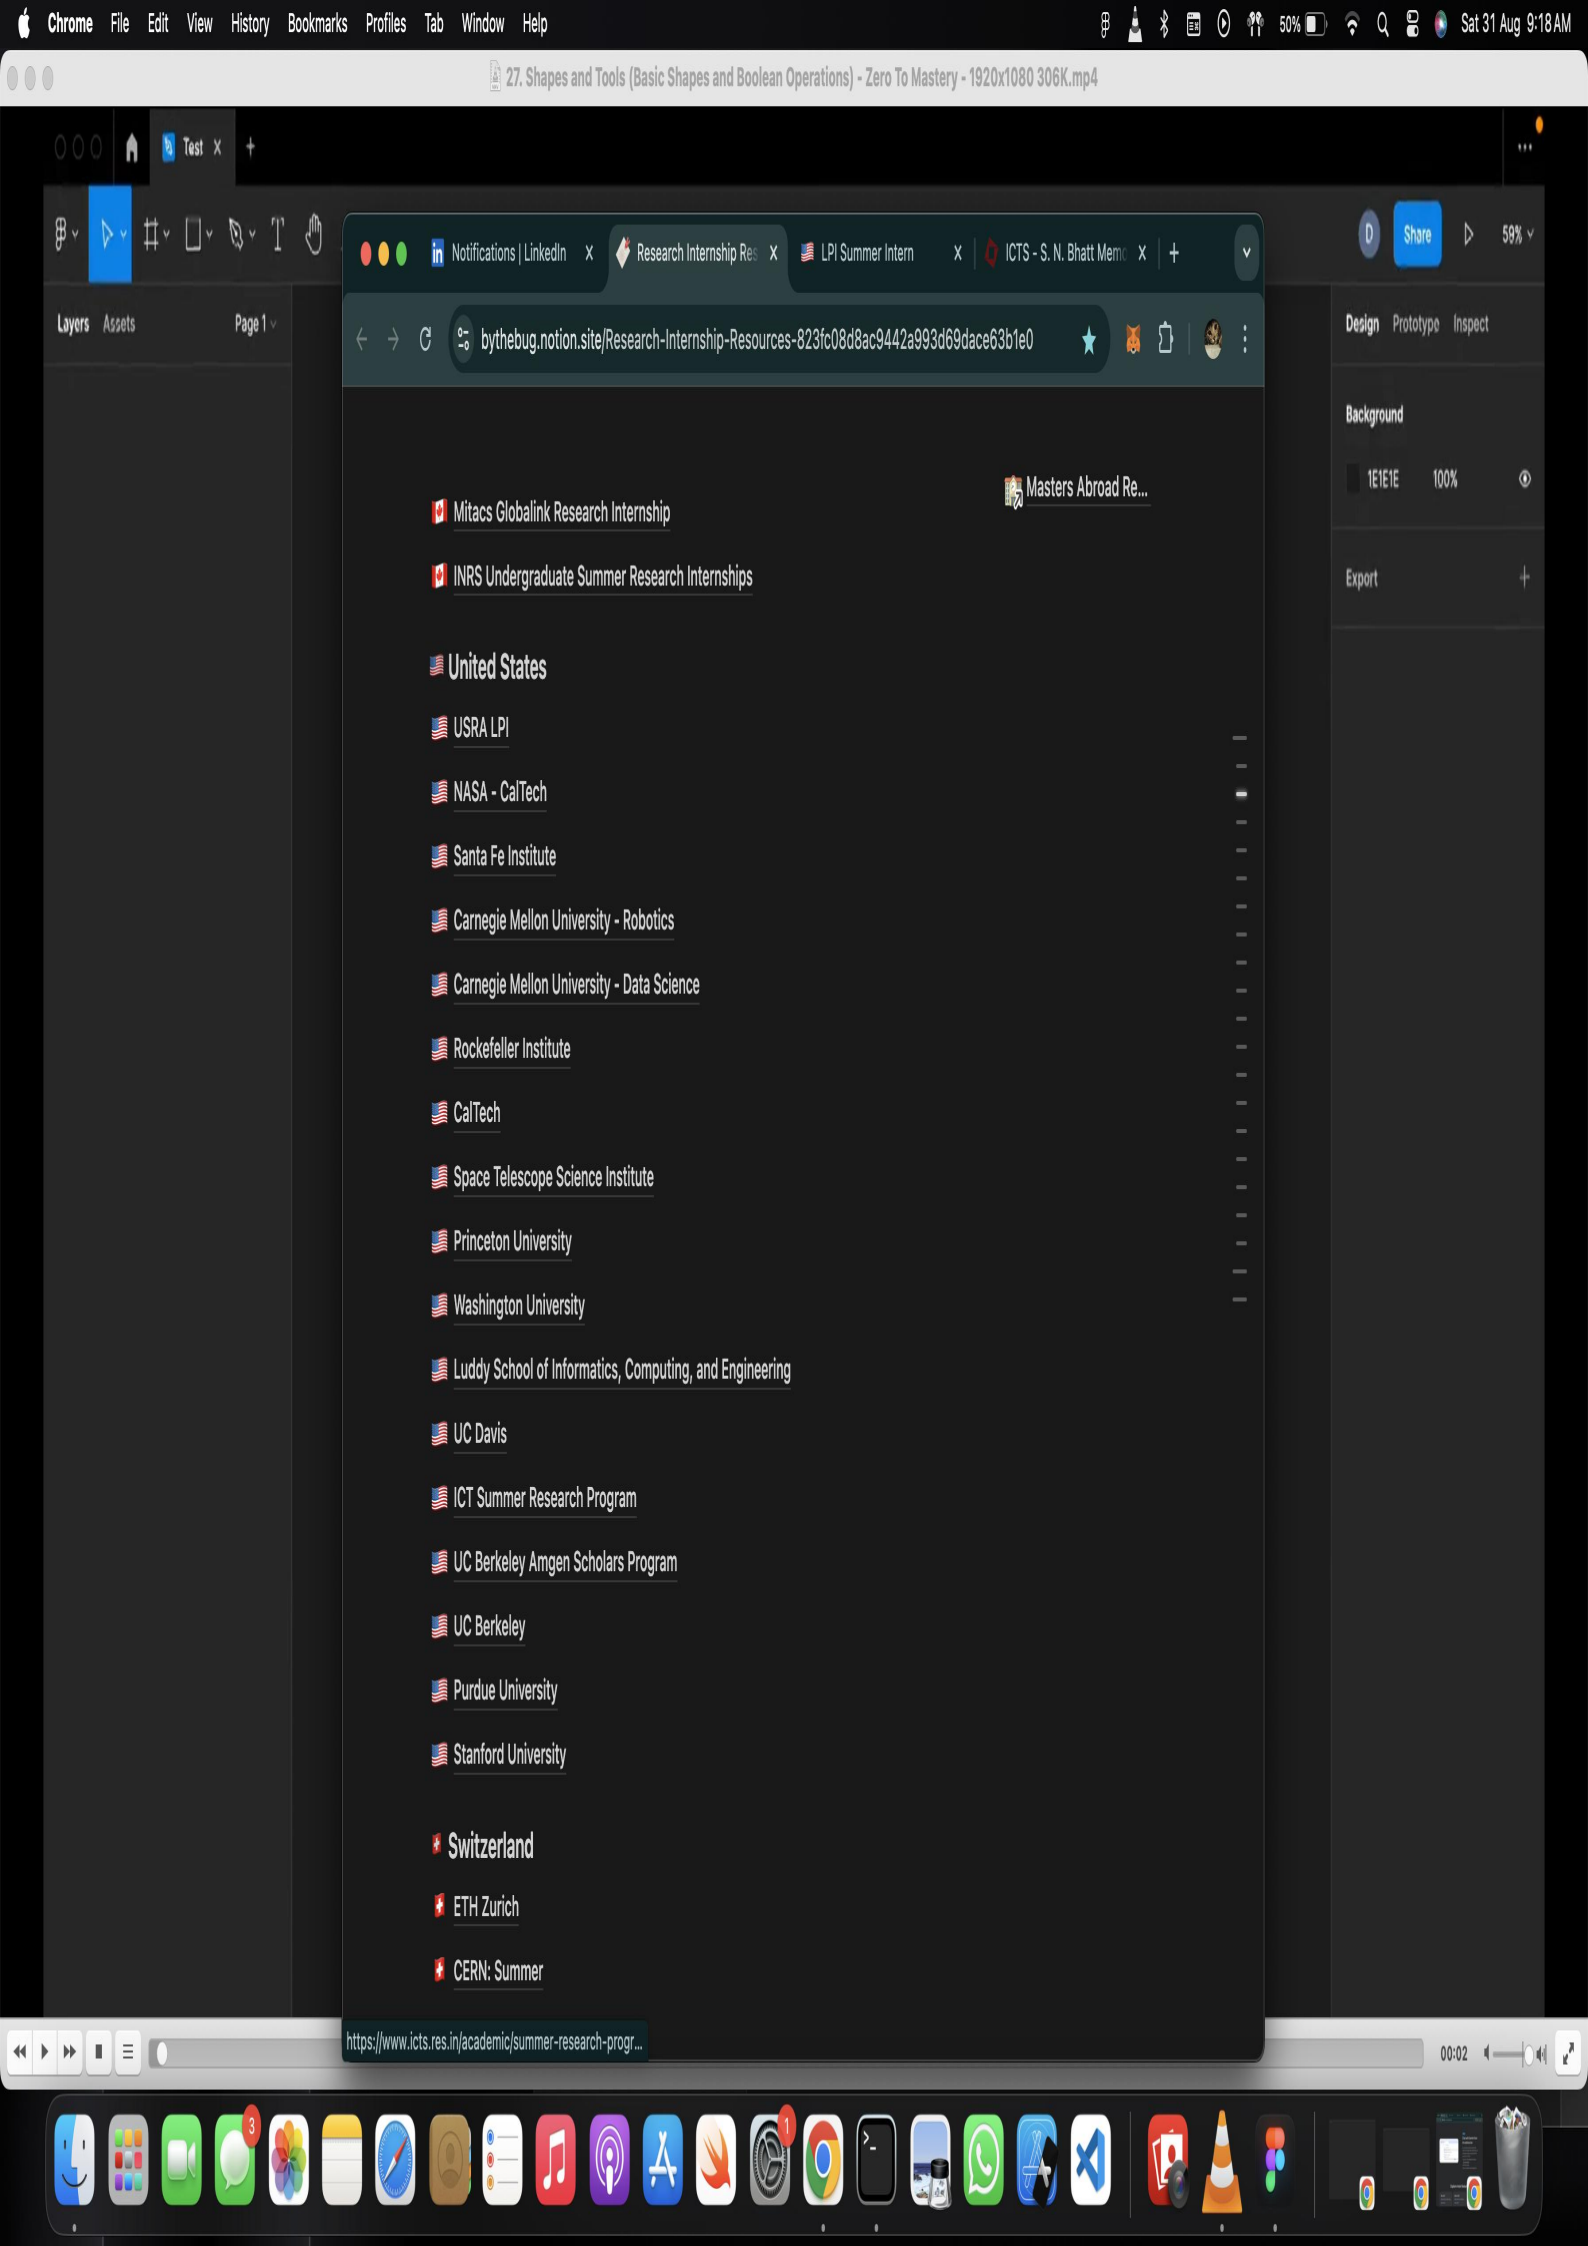 Chrome File Edit View History Bookmarks Profiles Tab Window Help 50% Sat 31 Aug 9:18 AM
27. Shapes and Tools (Basic Shapes and Boolean Operations) - Zero To Mastery - 1920x1080 306K.mp4
Test
D Share 59%
Notifications | LinkedIn Research Internship Res LPI Summer Intern ICTS - S. N. Bhatt Memo
Layers Assets Page 1
Design Prototype Inspect
bythebug.notion.site/Research-Internship-Resources-823fc08d8ac9442a993d69dace63b1e0
Background
1E1E1E 100%
Export
Masters Abroad Re...
Mitacs Globalink Research Internship
INRS Undergraduate Summer Research Internships
United States
USRA LPI
NASA - CalTech
Santa Fe Institute
Carnegie Mellon University - Robotics
Carnegie Mellon University - Data Science
Rockefeller Institute
CalTech
Space Telescope Science Institute
Princeton University
Washington University
Luddy School of Informatics, Computing, and Engineering
UC Davis
ICT Summer Research Program
UC Berkeley Amgen Scholars Program
UC Berkeley
Purdue University
Stanford University
Switzerland
ETH Zurich
CERN: Summer
https://www.icts.res.in/academic/summer-research-progr...
00:02
3
1